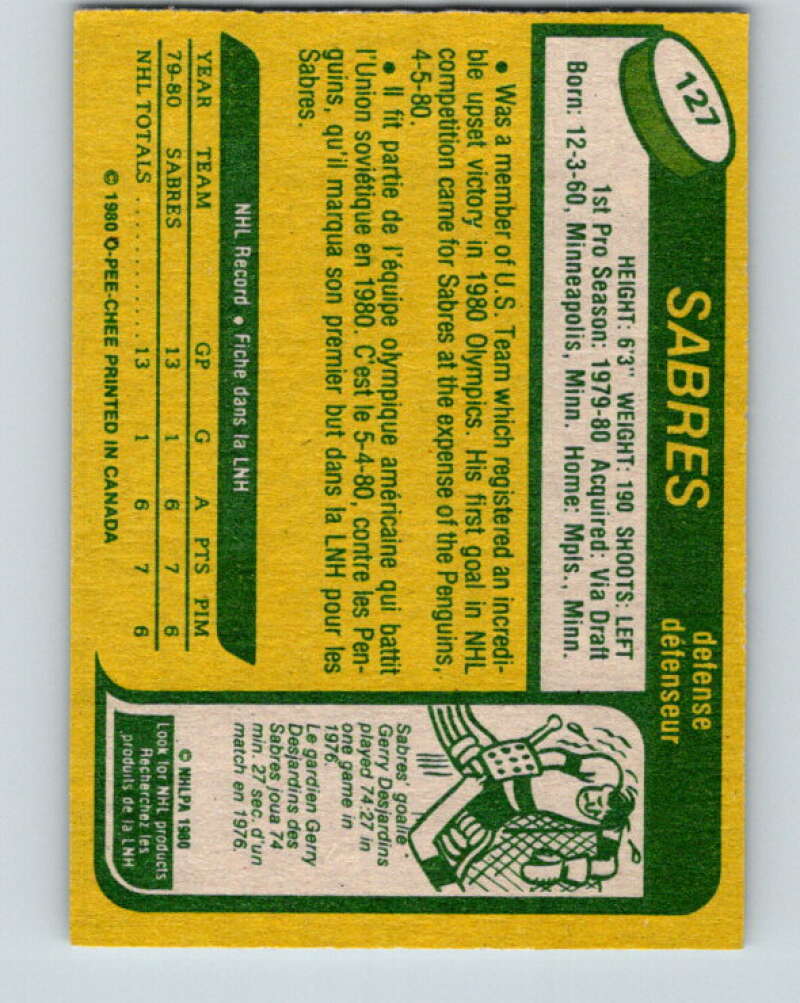 127
SABRES
defense
défenseur
HEIGHT: 6'3" WEIGHT: 190 SHOOTS: LEFT
1st Pro Season: 1979-80 Acquired: Via Draft
Born: 12-3-60, Minneapolis, Minn. Home: Mpls., Minn.
• Was a member of U.S. Team which registered an incredi-
ble upset victory in 1980 Olympics. His first goal in NHL
competition came for Sabres at the expense of the Penguins,
4-5-80.
• Il fit partie de l'équipe olympique américaine qui battit
l'Union soviétique en 1980. C'est le 5-4-80, contre les Pen-
guins, qu'il marqua son premier but dans la LNH pour les
Sabres.
NHL Record • Fiche dans la LNH
YEAR TEAM GP G A PTS PIM
79-80 SABRES 13 1 6 7 6
NHL TOTALS ........... 13 1 6 7 6
© 1980 O-PEE-CHEE PRINTED IN CANADA
Sabres' goalie
Gerry Desjardins
played 74:27 in
one game in
1976.
Le gardien Gerry
Desjardins des
Sabres joua 74
min. 27 sec. d'un
match en 1976.
© NHLPA 1980
Look for NHL products
Recherchez les
produits de la LNH